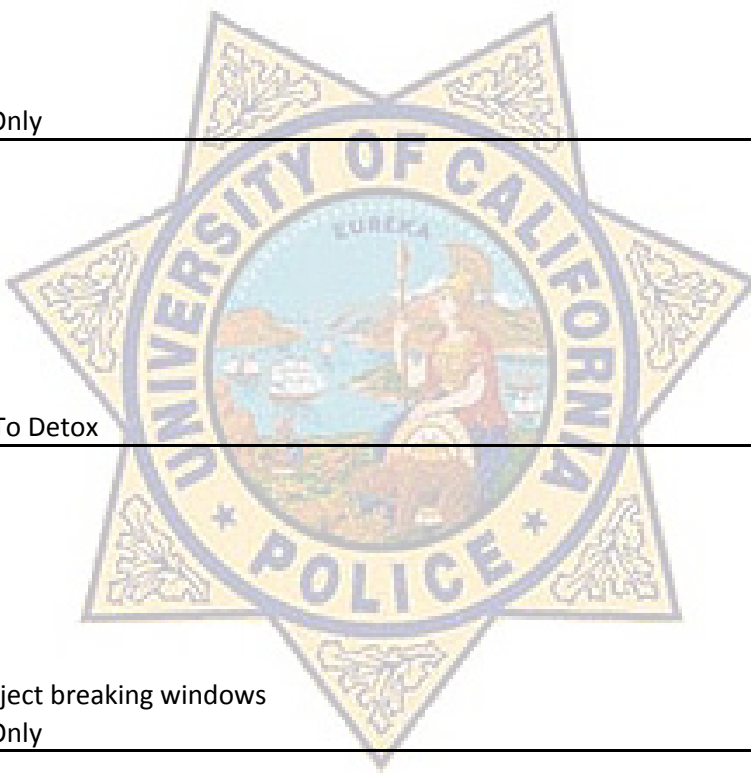 Only
UNIVERSITY OF CALIFORNIA
EUREKA
To Detox
POLICE
ject breaking windows
Only